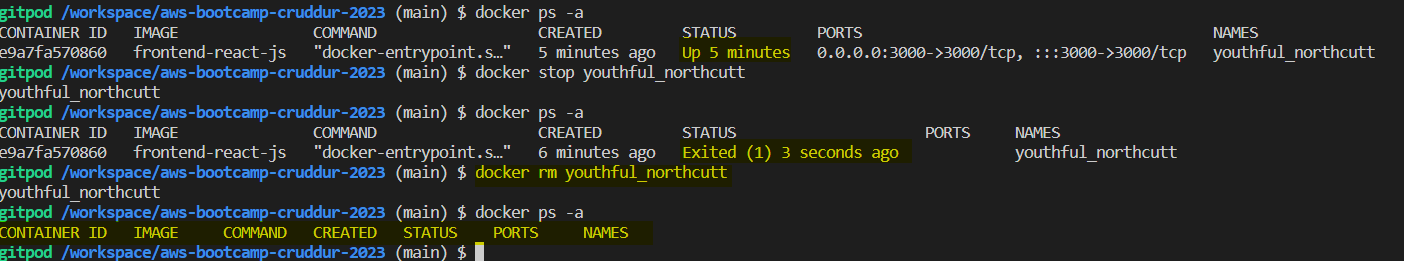 gitpod /workspace/aws-bootcamp-cruddur-2023 (main) $ docker ps -a
CONTAINER ID   IMAGE               COMMAND                  CREATED         STATUS         PORTS                                       NAMES
e9a7fa570860   frontend-react-js   "docker-entrypoint.s…"   5 minutes ago   Up 5 minutes   0.0.0.0:3000->3000/tcp, :::3000->3000/tcp   youthful_northcutt
gitpod /workspace/aws-bootcamp-cruddur-2023 (main) $ docker stop youthful_northcutt
youthful_northcutt
gitpod /workspace/aws-bootcamp-cruddur-2023 (main) $ docker ps -a
CONTAINER ID   IMAGE               COMMAND                  CREATED         STATUS                     PORTS     NAMES
e9a7fa570860   frontend-react-js   "docker-entrypoint.s…"   6 minutes ago   Exited (1) 3 seconds ago             youthful_northcutt
gitpod /workspace/aws-bootcamp-cruddur-2023 (main) $ docker rm youthful_northcutt
youthful_northcutt
gitpod /workspace/aws-bootcamp-cruddur-2023 (main) $ docker ps -a
CONTAINER ID   IMAGE     COMMAND   CREATED   STATUS    PORTS     NAMES
gitpod /workspace/aws-bootcamp-cruddur-2023 (main) $